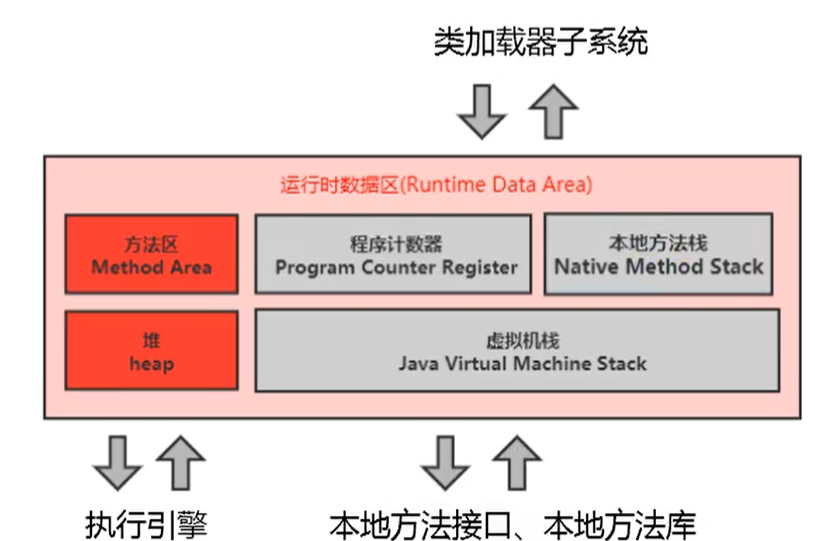 类加载器子系统
运行时数据区(Runtime Data Area)
方法区
Method Area
程序计数器
Program Counter Register
本地方法栈
Native Method Stack
堆
heap
虚拟机栈
Java Virtual Machine Stack
执行引擎
本地方法接口、本地方法库